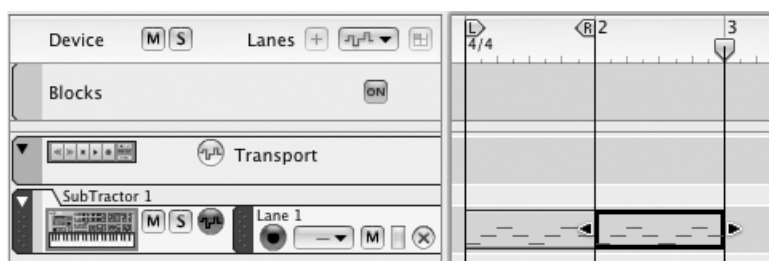 Device M S Lanes + L R 2 3
4/4
Blocks ON
Transport
SubTractor 1
M S Lane 1
M